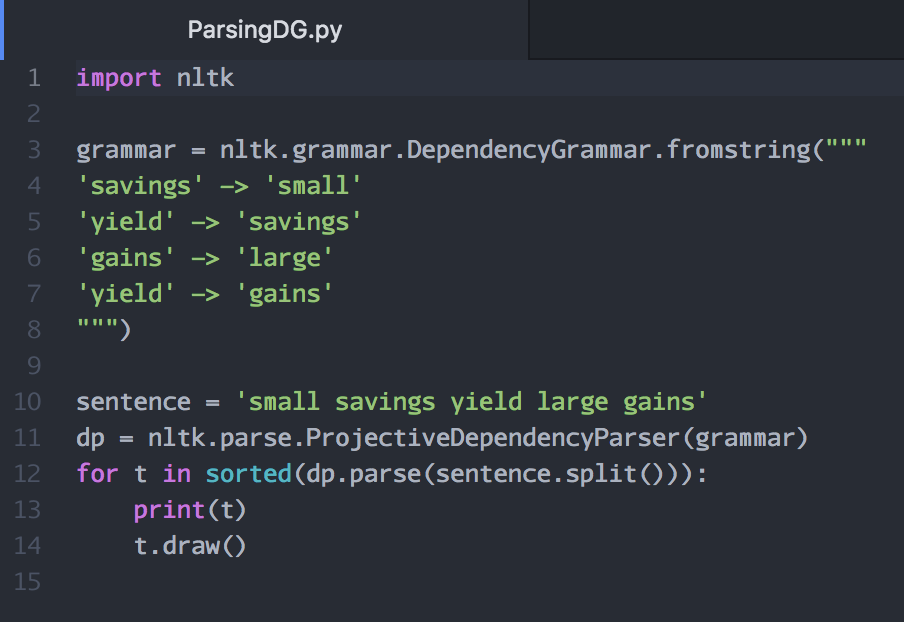 ParsingDG.py
1 import nltk
2
3 grammar = nltk.grammar.DependencyGrammar.fromstring("""
4 'savings' -> 'small'
5 'yield' -> 'savings'
6 'gains' -> 'large'
7 'yield' -> 'gains'
8 """)
9
10 sentence = 'small savings yield large gains'
11 dp = nltk.parse.ProjectiveDependencyParser(grammar)
12 for t in sorted(dp.parse(sentence.split())):
13     print(t)
14     t.draw()
15